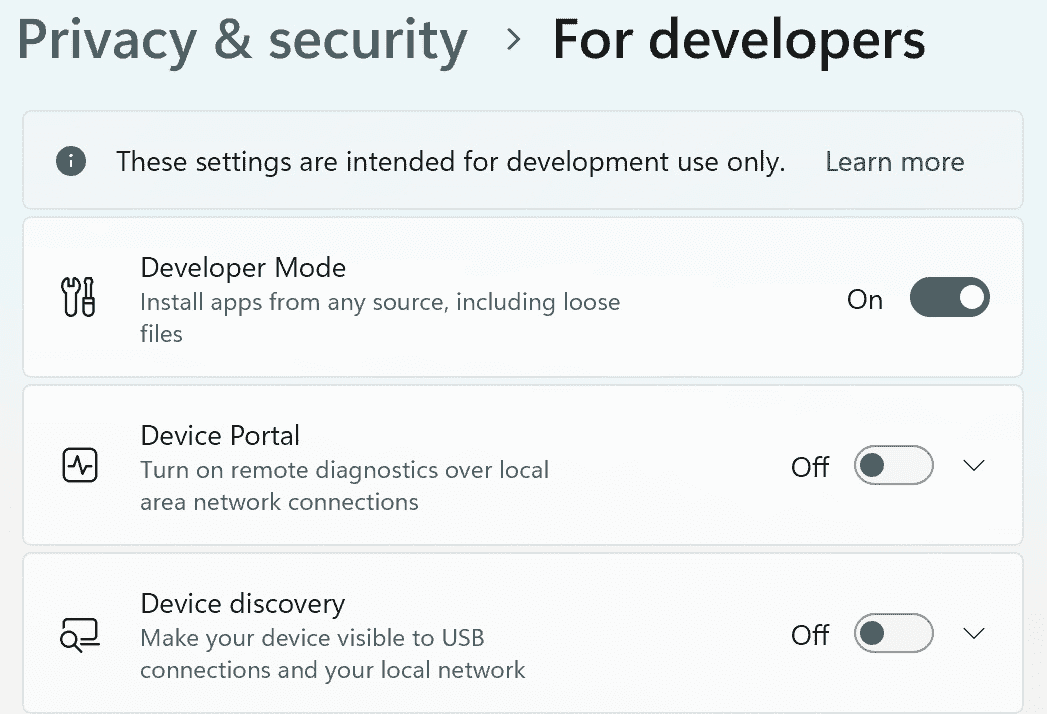 Privacy & security > For developers
These settings are intended for development use only. Learn more
Developer Mode
Install apps from any source, including loose
files
On
Device Portal
Turn on remote diagnostics over local
area network connections
Off
Device discovery
Make your device visible to USB
connections and your local network
Off